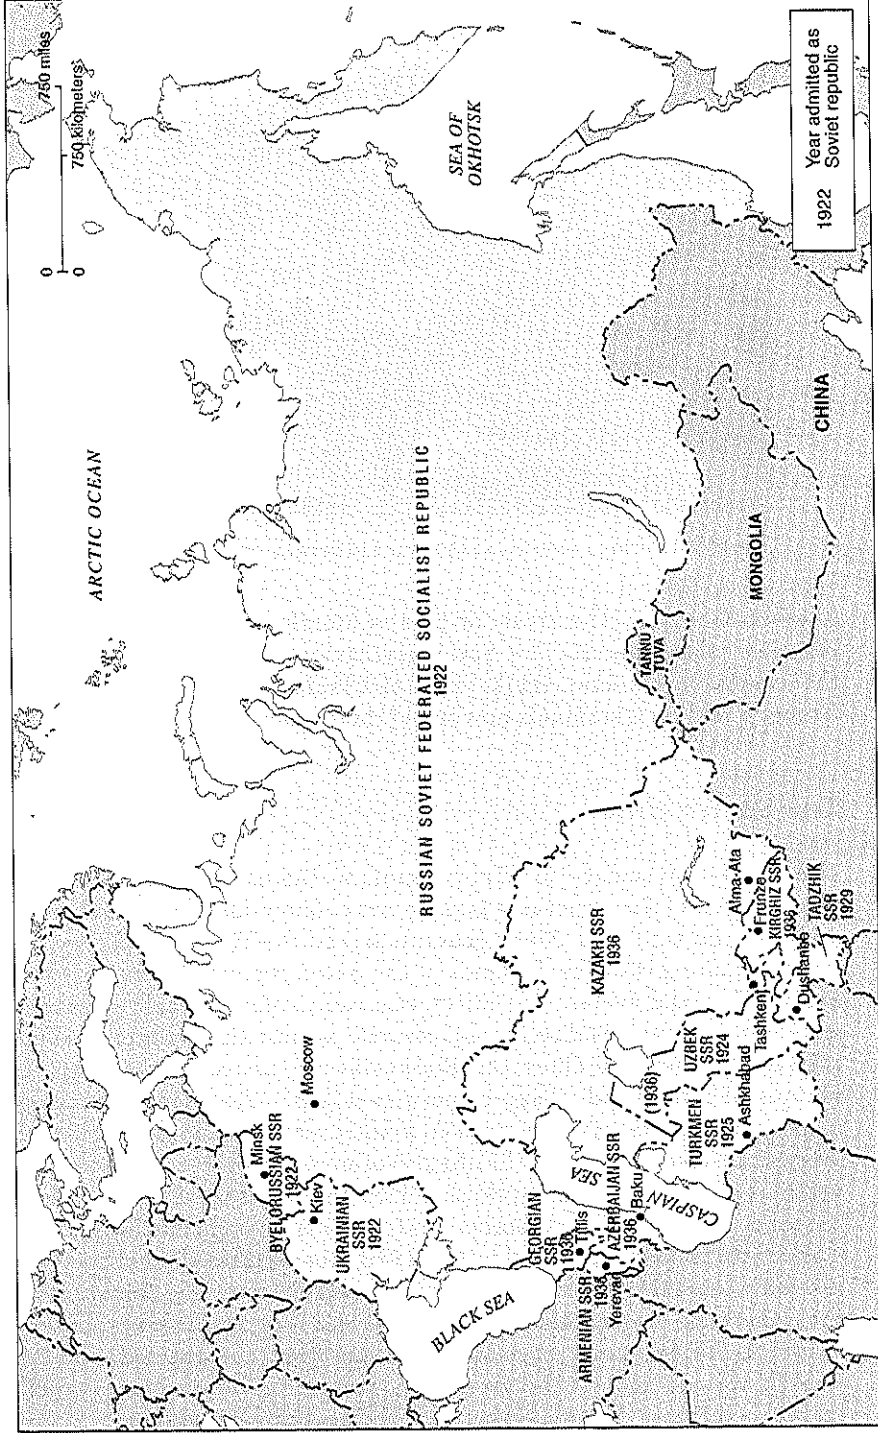 0 750 miles
0 750 kilometers
ARCTIC OCEAN
SEA OF
OKHOTSK
RUSSIAN SOVIET FEDERATED SOCIALIST REPUBLIC
1922
Moscow
Minsk
BYELORUSSIAN SSR
1922
Kiev
UKRAINIAN
SSR
1922
BLACK SEA
GEORGIAN
SSR
1936
Tiflis
ARMENIAN SSR
1936
Yerevan
AZERBAIJAN SSR
1936
Baku
CASPIAN
SEA
KAZAKH SSR
1936
(1936)
UZBEK
SSR
1924
TURKMEN
SSR
1925
Ashkhabad
Tashkent
Dushanbe
Alma-Ata
Frunze
KIRGHIZ SSR
1936
TADZHIK
SSR
1929
TANNU
TUVA
MONGOLIA
CHINA
1922 Year admitted as
Soviet republic